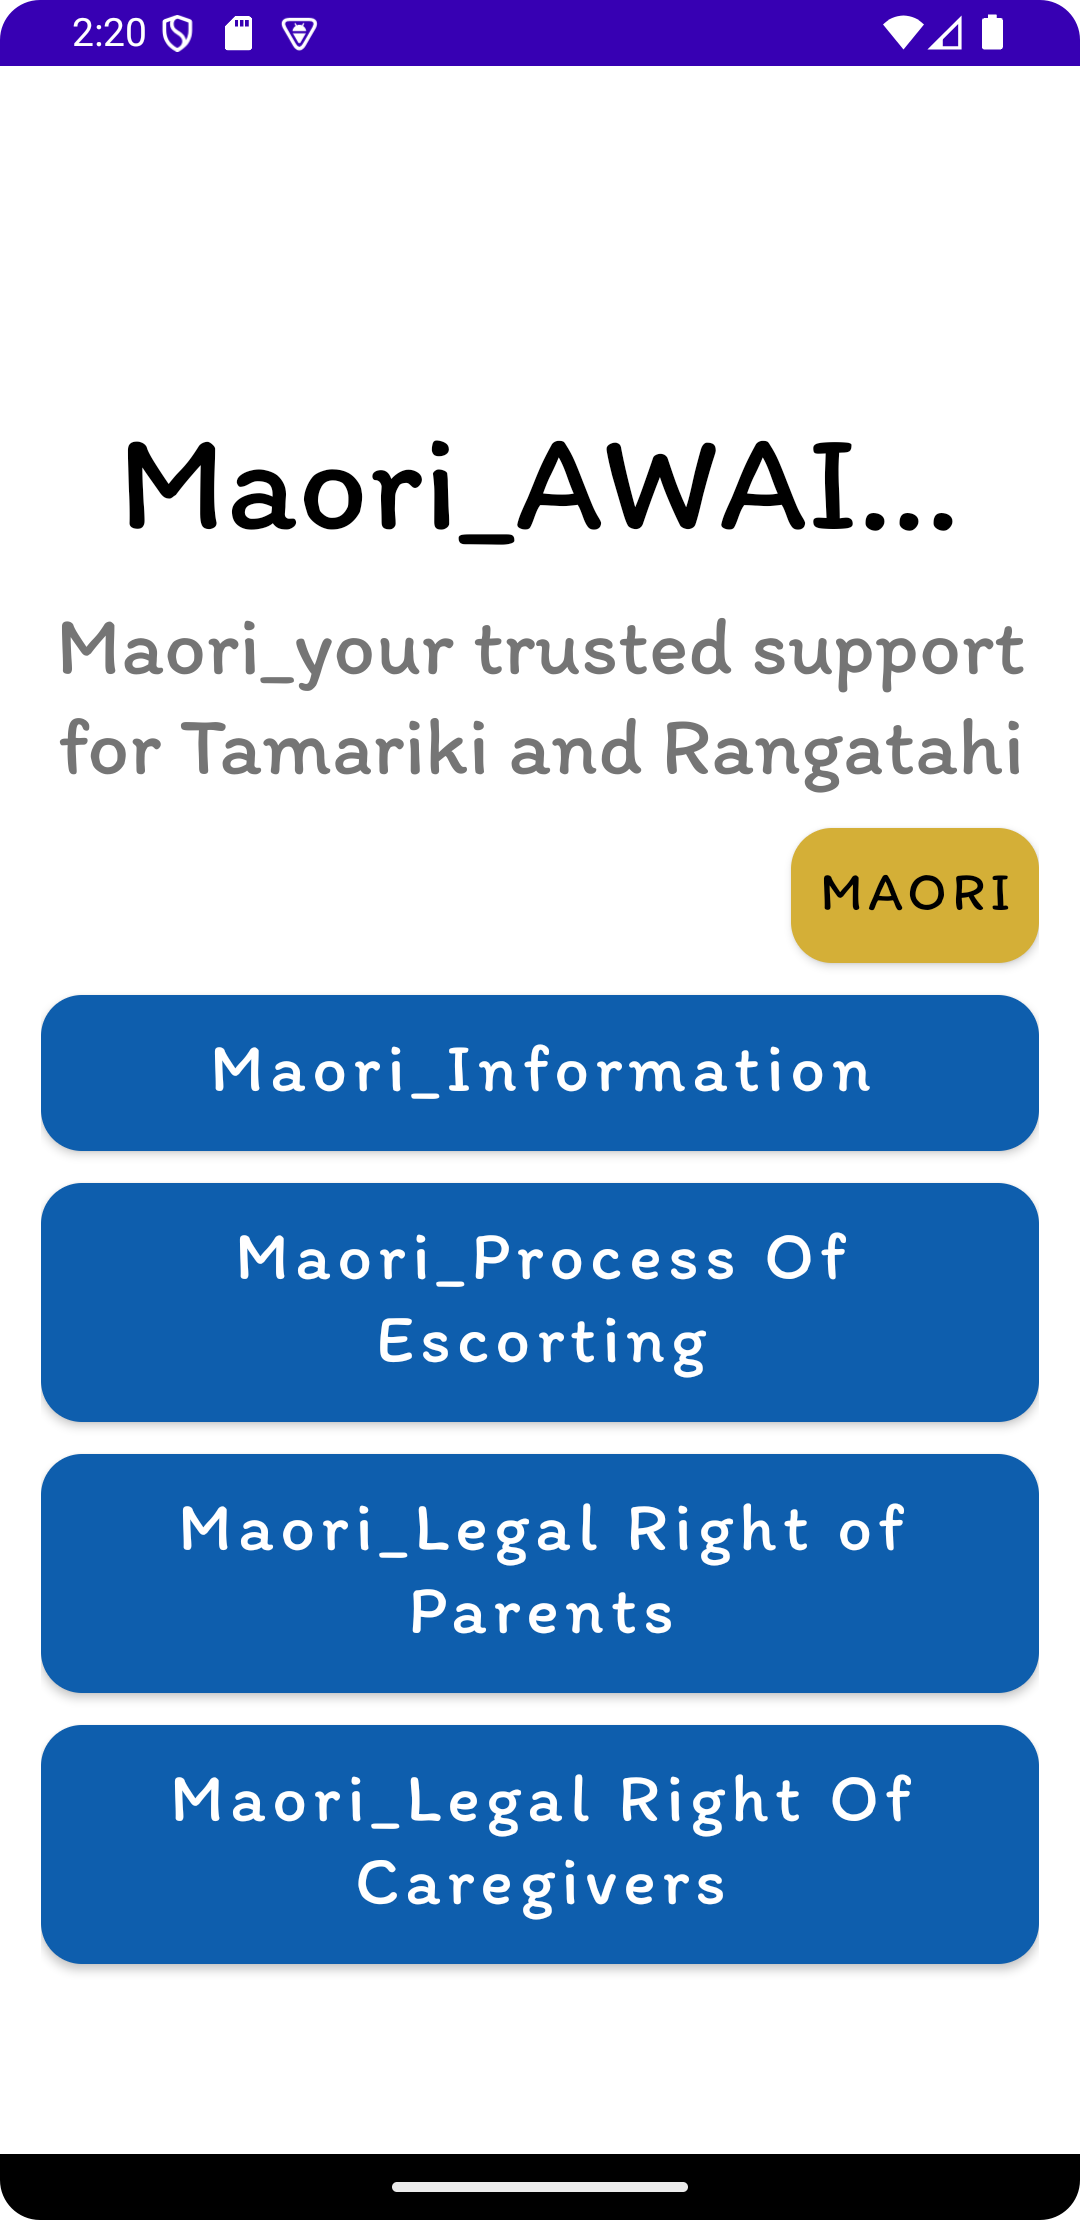 2:20
Maori_AWAI...
Maori_your trusted support
for Tamariki and Rangatahi
MAORI
Maori_Information
Maori_Process Of
Escorting
Maori_Legal Right of
Parents
Maori_Legal Right Of
Caregivers